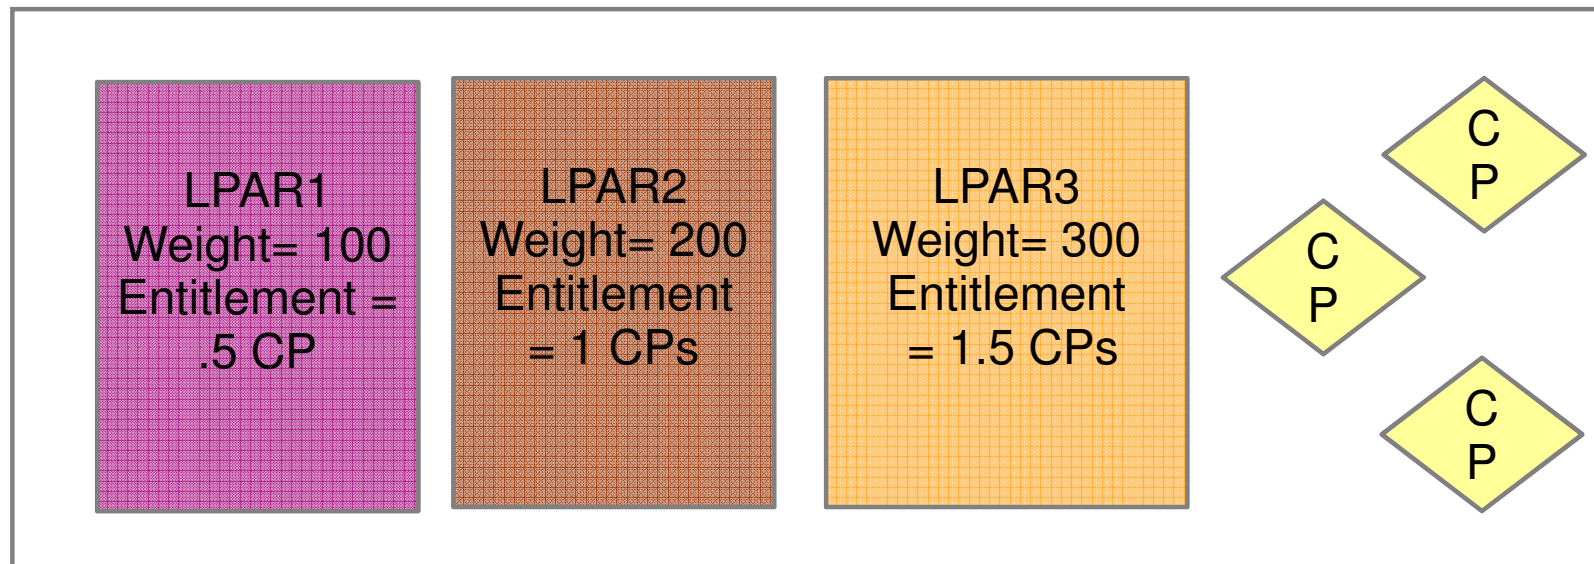 LPAR1
Weight= 100
Entitlement =
.5 CP
LPAR2
Weight= 200
Entitlement
= 1 CPs
LPAR3
Weight= 300
Entitlement
= 1.5 CPs
C
P
C
P
C
P